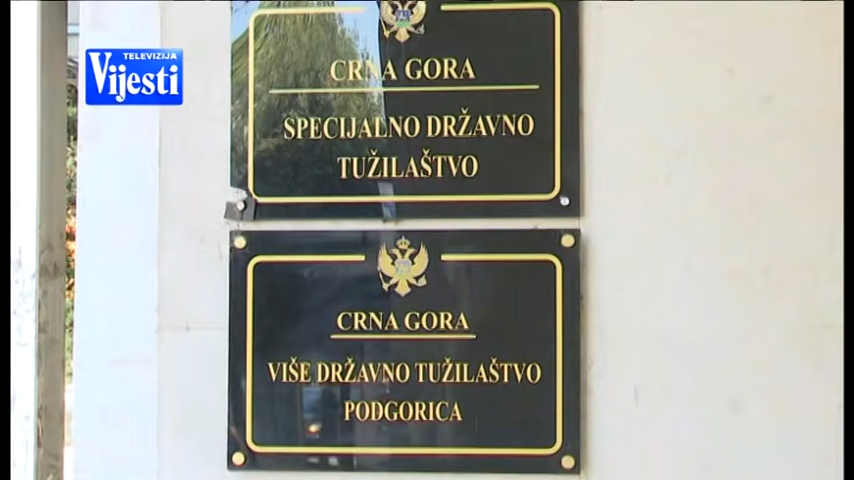 TELEVIZIJA
Vijesti
CRNA GORA
SPECIJALNO DRŽAVNO
TUŽILAŠTVO
CRNA GORA
VIŠE DRŽAVNO TUŽILAŠTVO
PODGORICA